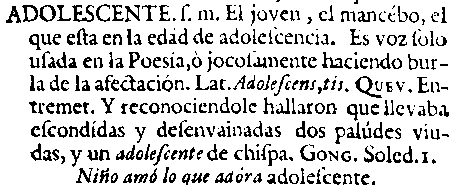 ADOLESCENTE. ſ. m. El joven, el mancébo, el
que eſta en la edad de adoleſcencia. Es voz ſolo
uſada en la Poesía, ò jocoſamente haciendo bur-
la de la afectación. Lat. Adoleſcens, tis. QUEV. En-
tremet. Y reconociendole hallaron que llevaba
eſcondídas y deſenvainadas dos palúdes viu-
das, y un adoleſcente de chiſpa. GONG. Soled. 1.
Niño amó lo que adóra adoleſcente.